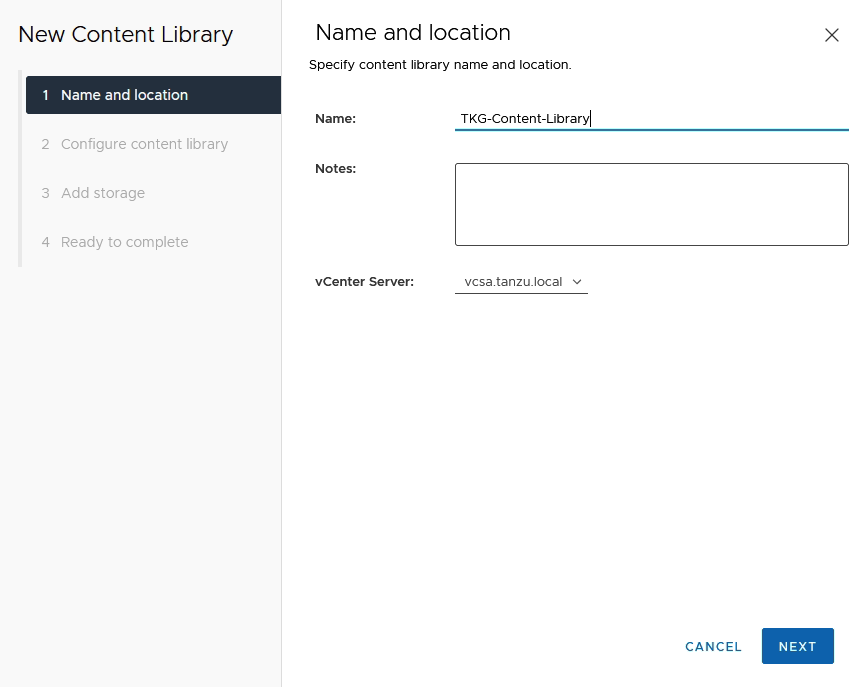 New Content Library
1 Name and location
2 Configure content library
3 Add storage
4 Ready to complete
Name and location
Specify content library name and location.
Name: TKG-Content-Library
Notes:
vCenter Server: vcsa.tanzu.local
CANCEL NEXT